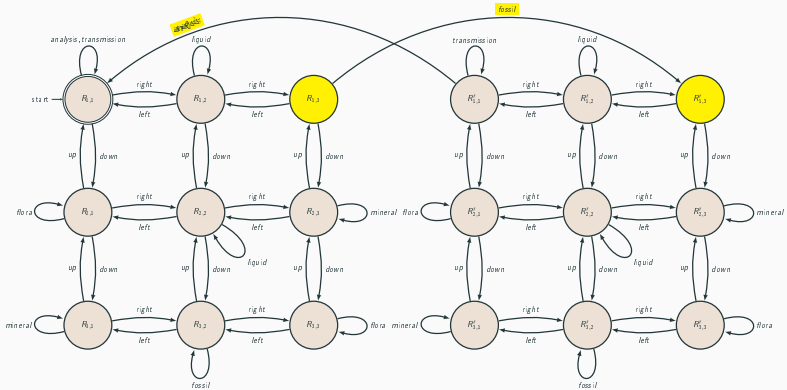 fossil
analysis, transmission
liquid
transmission
liquid
start
R1,1
right
left
R1,2
right
left
R1,3
R'1,1
right
left
R'1,2
right
left
R'1,3
up
down
up
down
up
down
up
down
up
down
up
down
flora
R2,2
right
left
right
left
R2,3
mineral
flora
R'2,1
right
left
R'2,2
right
left
R'2,3
mineral
liquid
liquid
up
down
up
down
up
down
up
down
up
down
up
down
mineral
R3,1
right
left
R3,2
right
left
R3,3
flora
mineral
R'3,1
right
left
R'3,2
right
left
R'3,3
flora
fossil
fossil